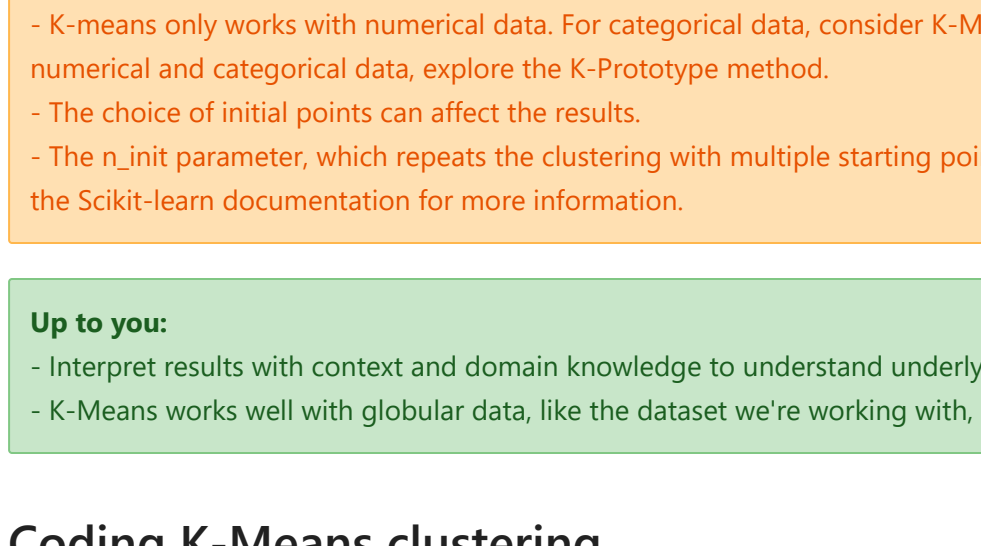 - K-means only works with numerical data. For categorical data, consider K-M
numerical and categorical data, explore the K-Prototype method.
- The choice of initial points can affect the results.
- The n_init parameter, which repeats the clustering with multiple starting poi
the Scikit-learn documentation for more information.
Up to you:
- Interpret results with context and domain knowledge to understand underly
- K-Means works well with globular data, like the dataset we're working with,
Coding K-Means clustering